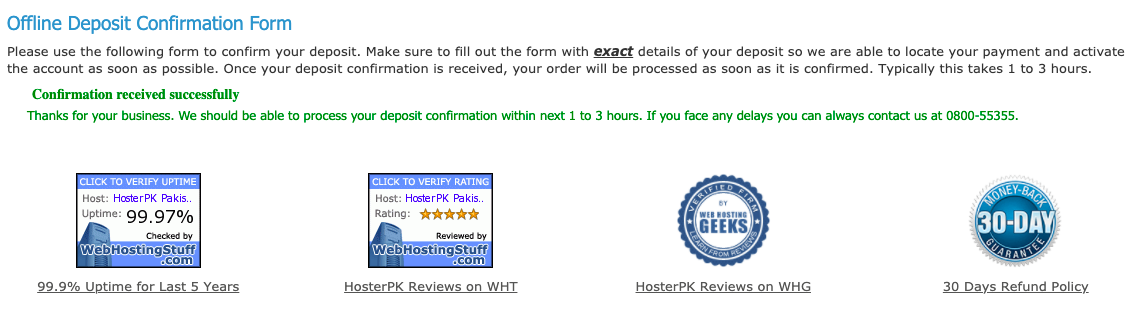 Offline Deposit Confirmation Form
Please use the following form to confirm your deposit. Make sure to fill out the form with exact details of your deposit so we are able to locate your payment and activate
the account as soon as possible. Once your deposit confirmation is received, your order will be processed as soon as it is confirmed. Typically this takes 1 to 3 hours.
Confirmation received successfully
Thanks for your business. We should be able to process your deposit confirmation within next 1 to 3 hours. If you face any delays you can always contact us at 0800-55355.
CLICK TO VERIFY UPTIME
Host: HosterPK Pakis..
Uptime: 99.97%
Checked by
WebHostingStuff
.com
CLICK TO VERIFY RATING
Host: HosterPK Pakis..
Rating:
Reviewed by
WebHostingStuff
.com
VERIFIED FIRM
BY
WEB HOSTING
GEEKS
LEARN FROM REVIEWS
MONEY-BACK
30-DAY
GUARANTEE
99.9% Uptime for Last 5 Years
HosterPK Reviews on WHT
HosterPK Reviews on WHG
30 Days Refund Policy